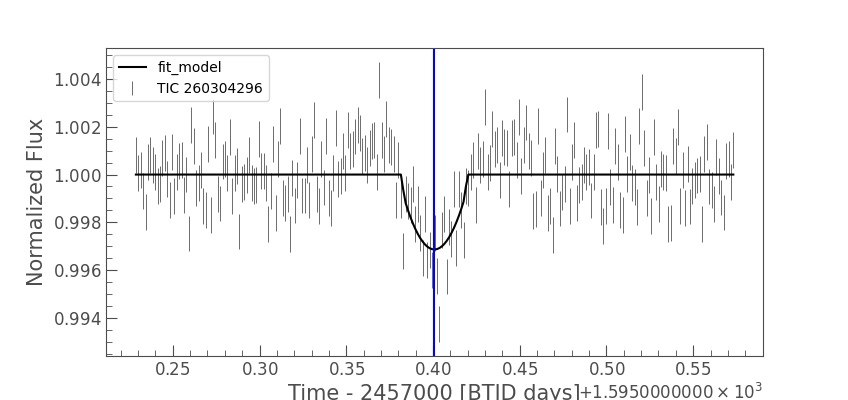 fit_model
TIC 260304296
Normalized Flux
1.004
1.002
1.000
0.998
0.996
0.994
0.25 0.30 0.35 0.40 0.45 0.50 0.55
Time - 2457000 [BTJD days]
+1.5950000000 × 10³